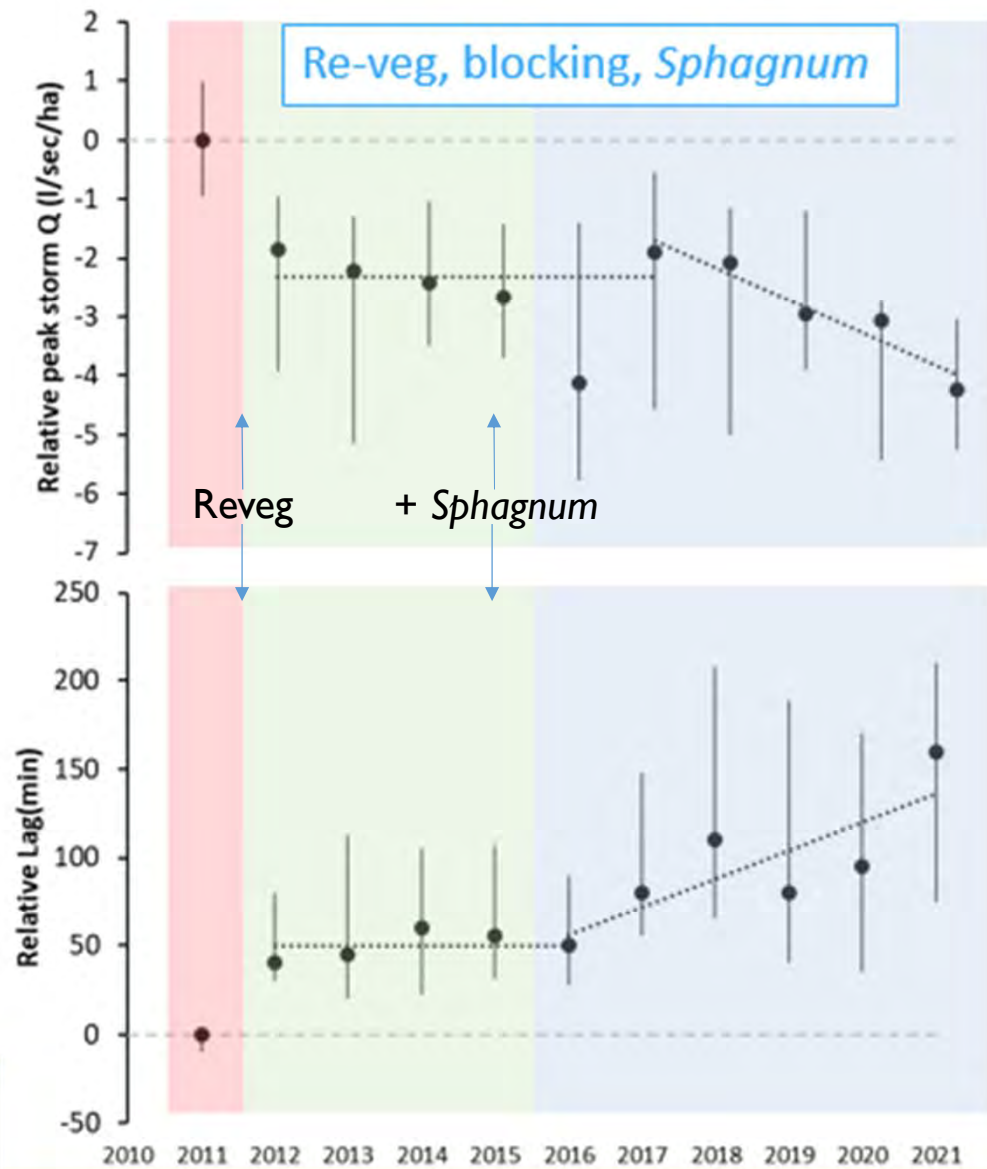 Re-veg, blocking, Sphagnum
Relative peak storm Q (l/sec/ha)
2
1
0
-1
-2
-3
-4
-5
-6
-7
Reveg
+ Sphagnum
Relative Lag(min)
250
200
150
100
50
0
-50
2010 2011 2012 2013 2014 2015 2016 2017 2018 2019 2020 2021